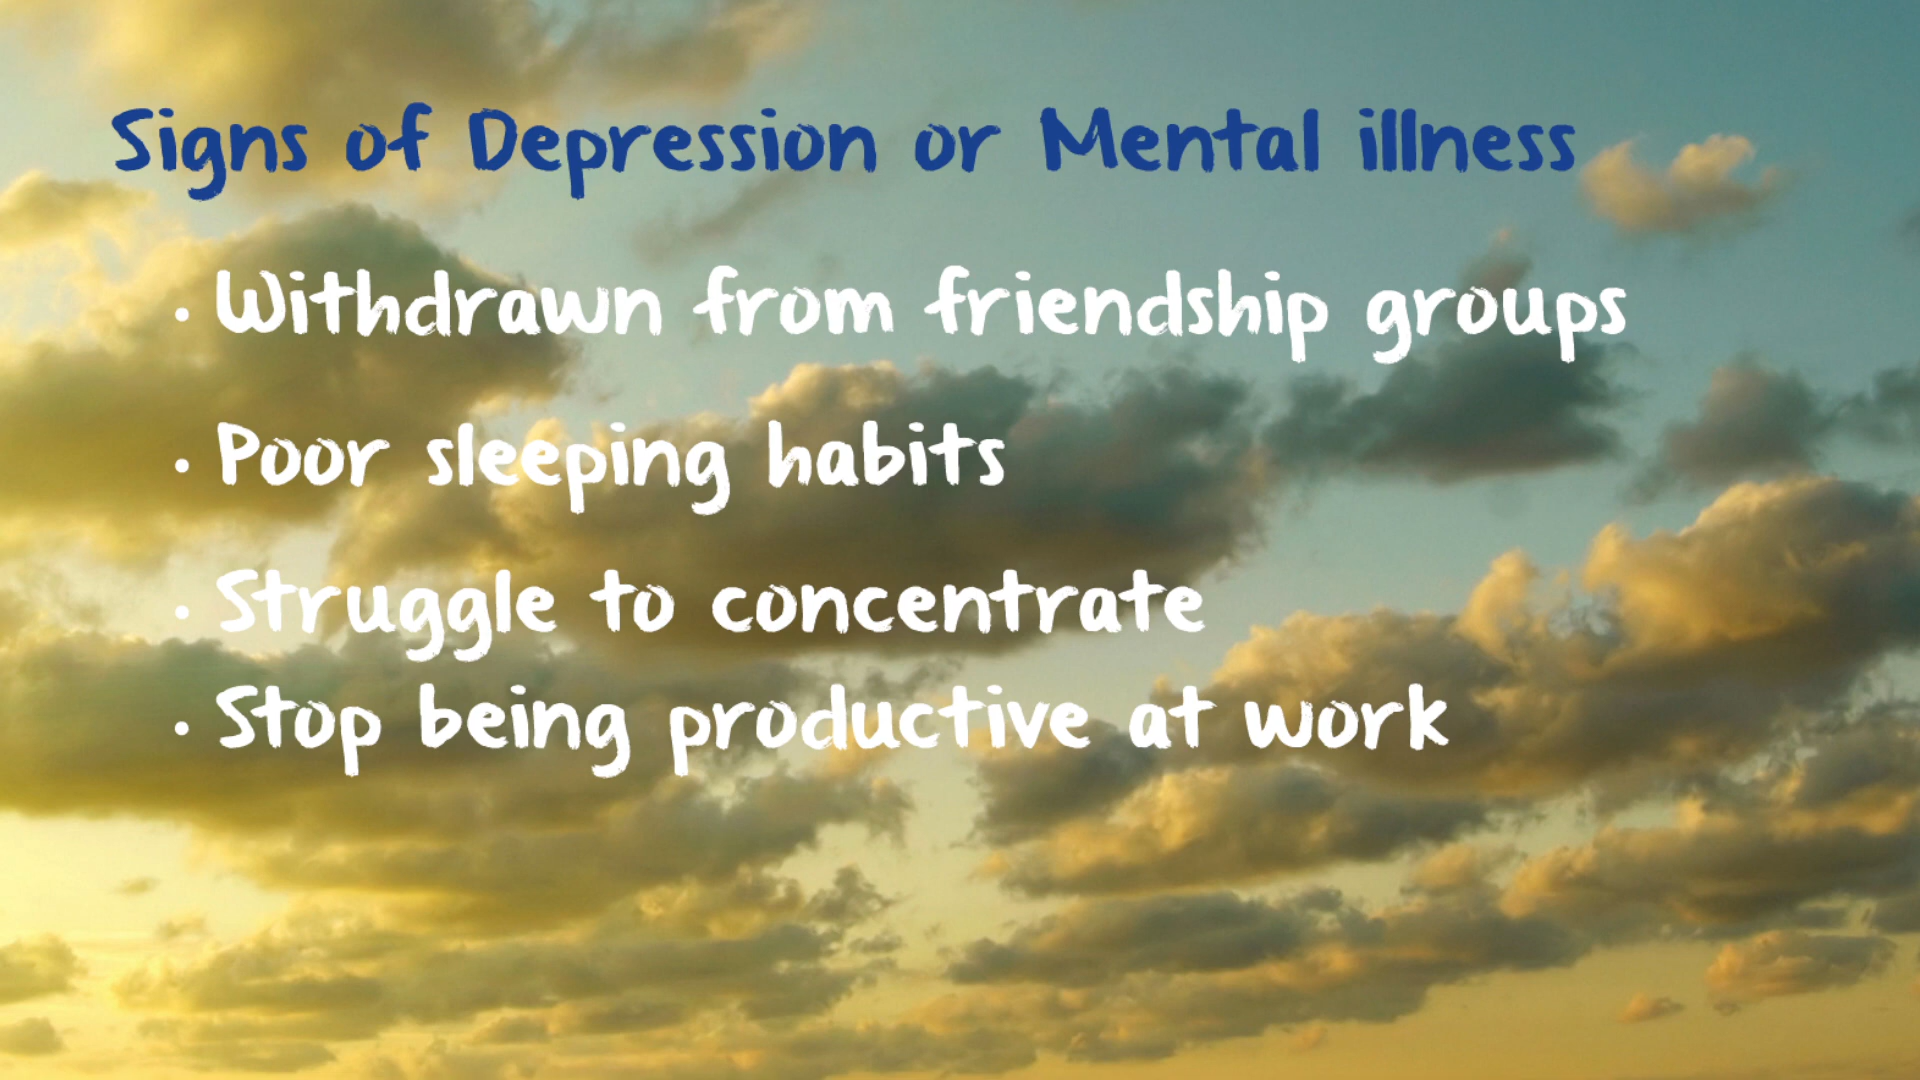 Signs of Depression or Mental illness
• Withdrawn from friendship groups
• Poor sleeping habits
• Struggle to concentrate
• Stop being productive at work